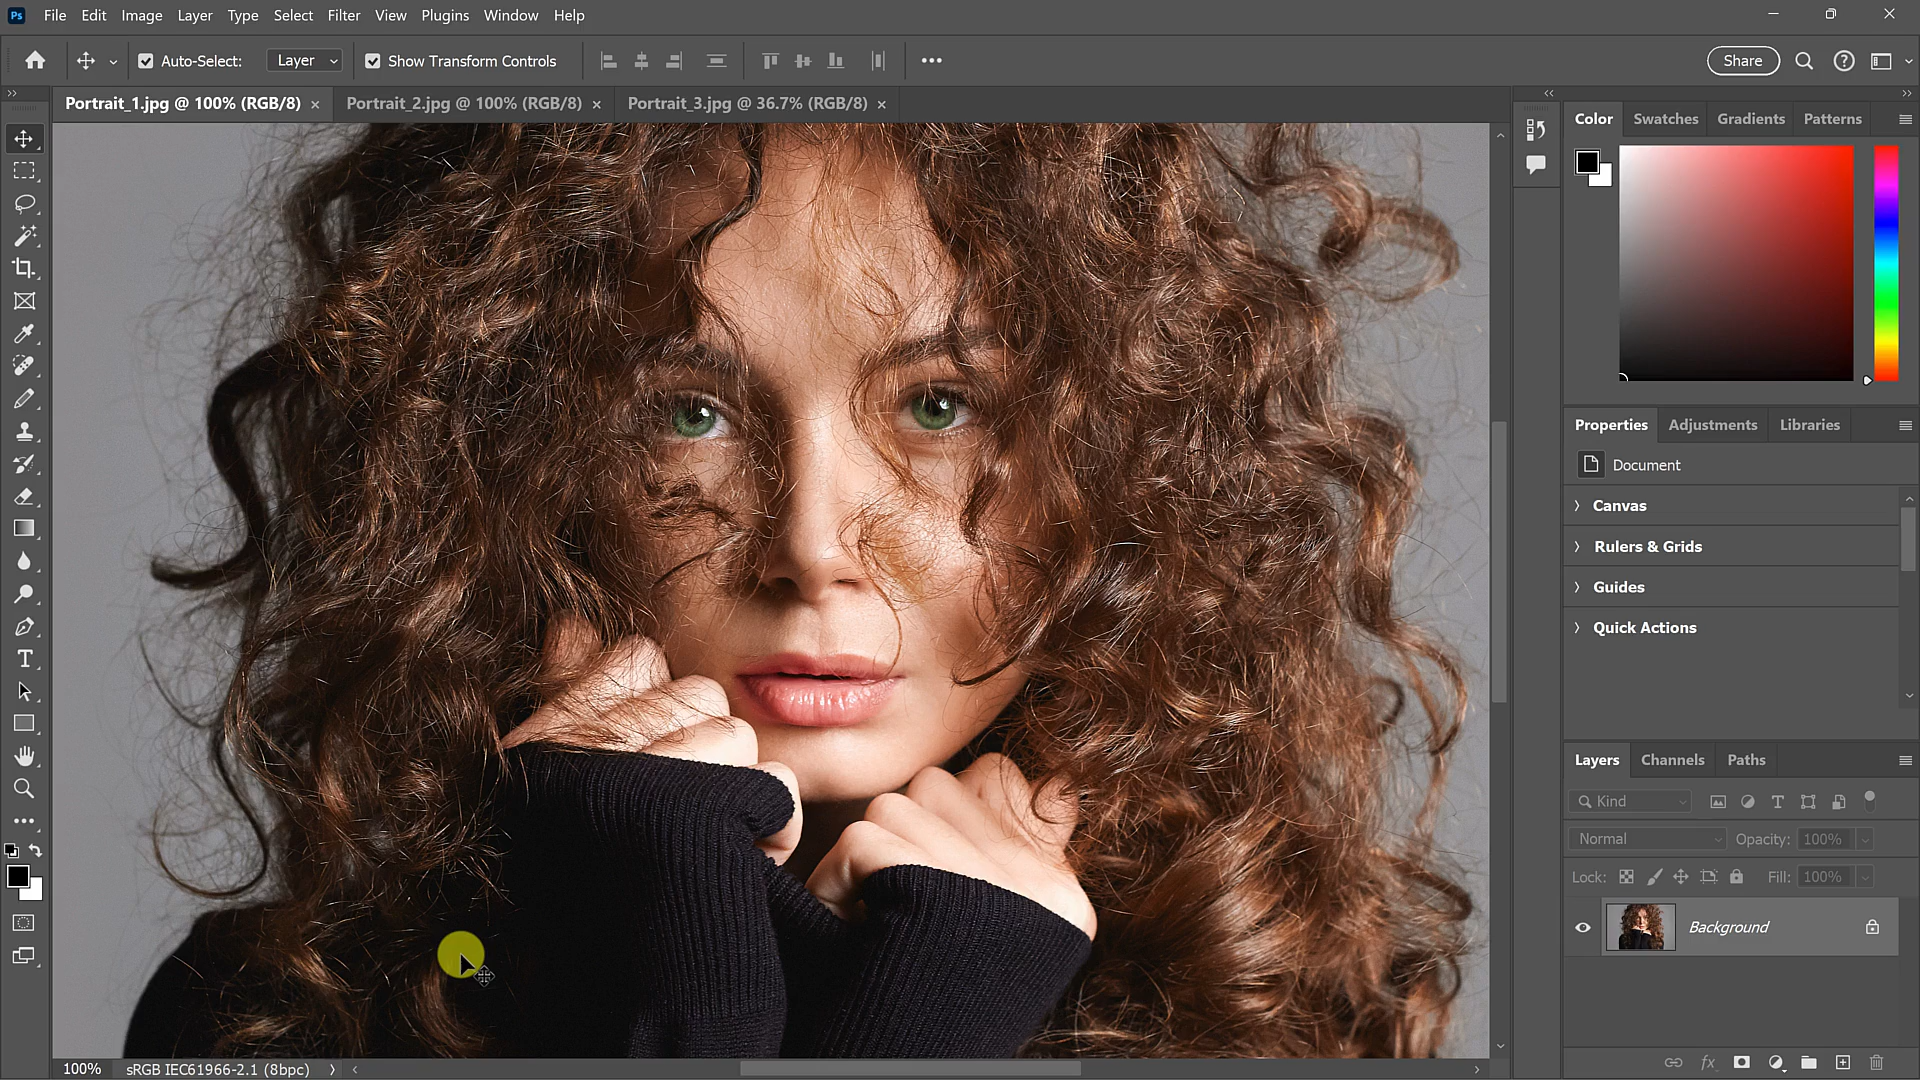 Ps File Edit Image Layer Type Select Filter View Plugins Window Help
Auto-Select: Layer Show Transform Controls Share
Portrait_1.jpg @ 100% (RGB/8) Portrait_2.jpg @ 100% (RGB/8) Portrait_3.jpg @ 36.7% (RGB/8)
Color Swatches Gradients Patterns
Properties Adjustments Libraries
Document
Canvas
Rulers & Grids
Guides
Quick Actions
Layers Channels Paths
Kind
Normal Opacity: 100%
Lock: Fill: 100%
Background
100% sRGB IEC61966-2.1 (8bpc)
fx